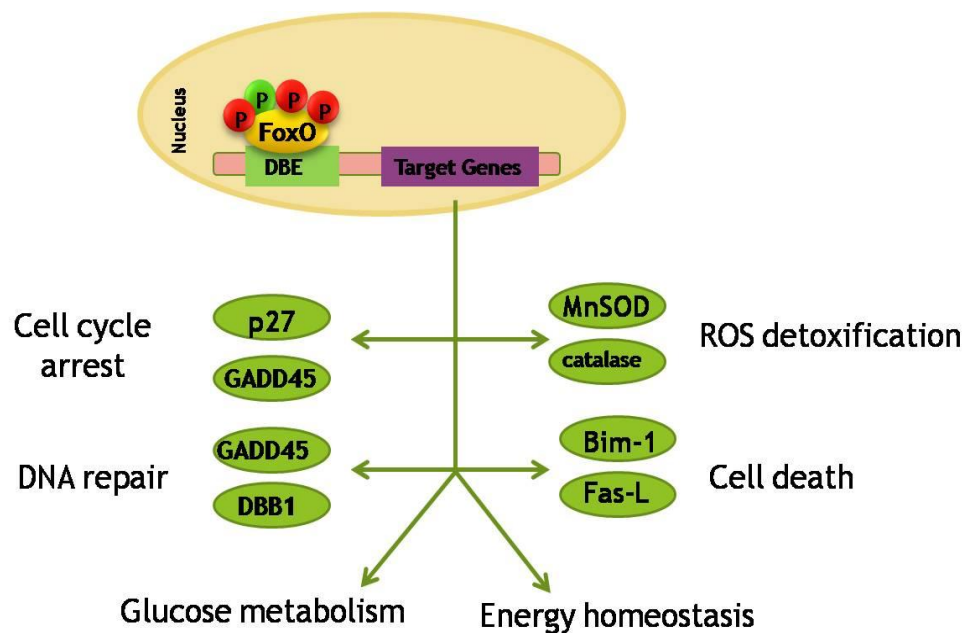 Nucleus
P
P
P
P
FoxO
DBE
Target Genes
Cell cycle
arrest
p27
GADD45
MnSOD
catalase
ROS detoxification
DNA repair
GADD45
DBB1
Bim-1
Fas-L
Cell death
Glucose metabolism
Energy homeostasis